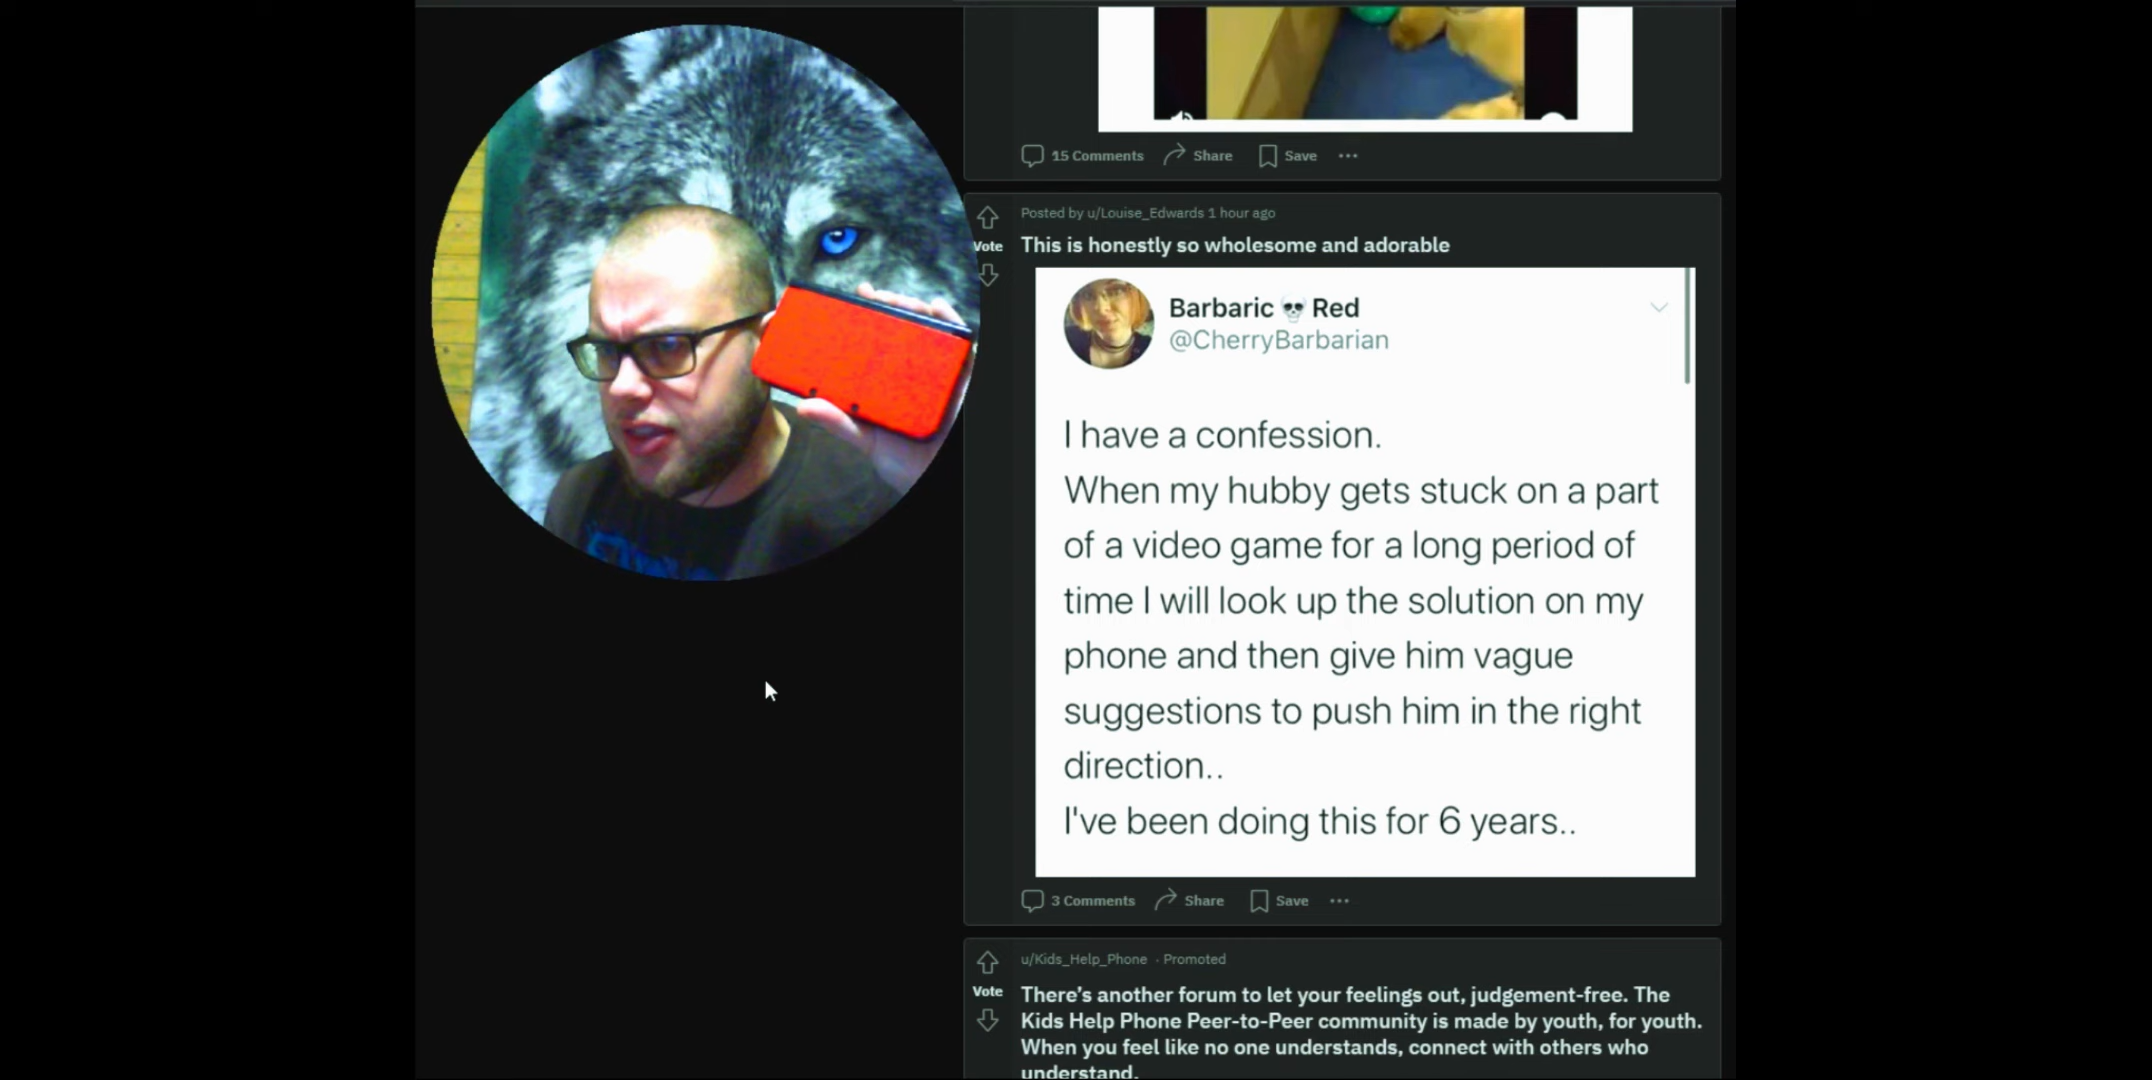 15 Comments Share Save
Posted by u/Louise_Edwards 1 hour ago
Vote
This is honestly so wholesome and adorable
Barbaric 💀 Red
@CherryBarbarian
I have a confession.
When my hubby gets stuck on a part
of a video game for a long period of
time I will look up the solution on my
phone and then give him vague
suggestions to push him in the right
direction..
I've been doing this for 6 years..
3 Comments Share Save
u/Kids_Help_Phone · Promoted
Vote
There's another forum to let your feelings out, judgement-free. The
Kids Help Phone Peer-to-Peer community is made by youth, for youth.
When you feel like no one understands, connect with others who
understand.